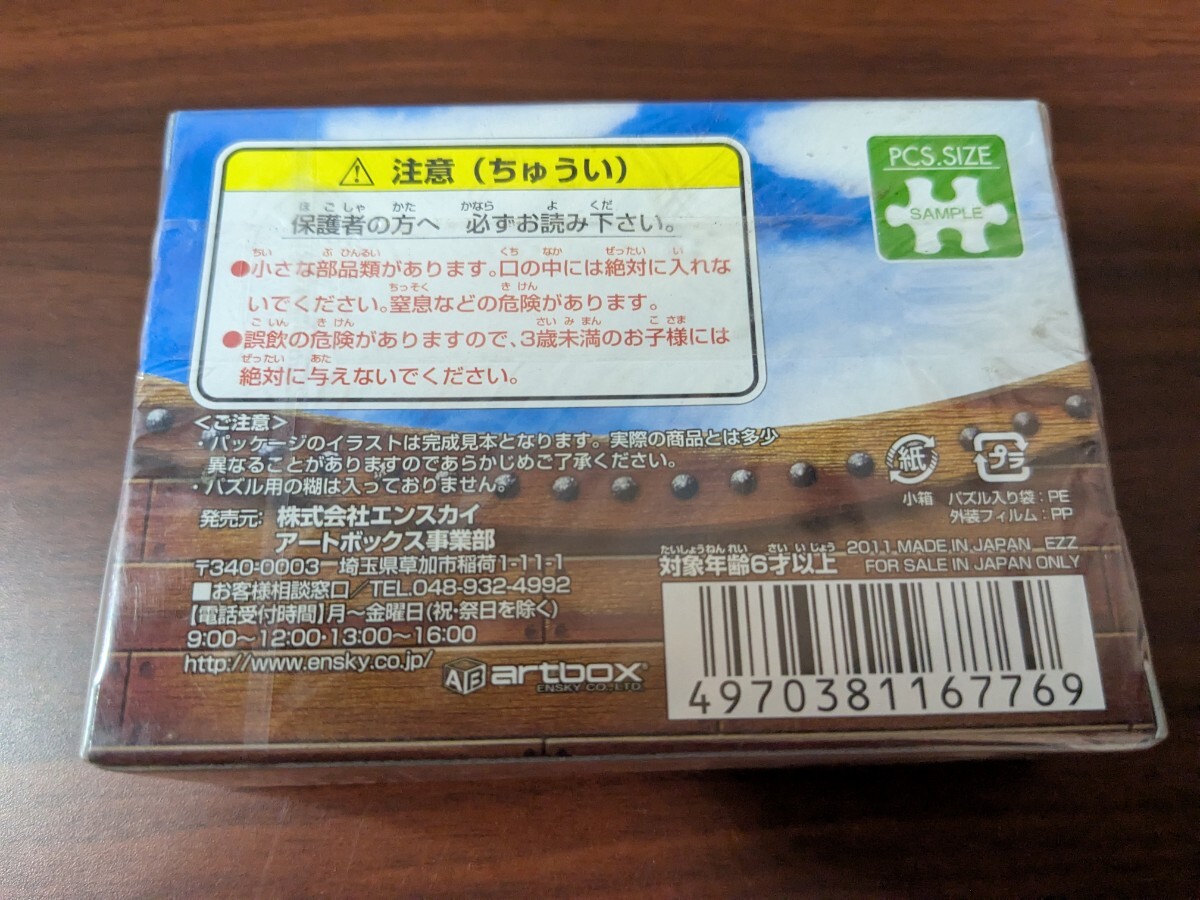 注意（ちゅうい）
保護者の方へ 必ずお読み下さい。
●小さな部品類があります。口の中には絶対に入れな
いでください。窒息などの危険があります。
●誤飲の危険がありますので、3歳未満のお子様には
絶対に与えないでください。
PCS.SIZE
SAMPLE
<ご注意>
・パッケージのイラストは完成見本となります。実際の商品とは多少
異なることがありますのであらかじめご了承ください。
・パズル用の糊は入っておりません。
発売元: 株式会社エンスカイ
アートボックス事業部
〒340-0003 埼玉県草加市稲荷1-11-1
■お客様相談窓口/TEL.048-932-4992
【電話受付時間】月〜金曜日(祝・祭日を除く)
9:00〜12:00・13:00〜16:00
http://www.ensky.co.jp/
artbox
ENSKY CO., LTD.
紙
プラ
小箱 パズル入り袋:PE
外装フィルム:PP
対象年齢6才以上
2011 MADE IN JAPAN EZZ
FOR SALE IN JAPAN ONLY
4970381167769